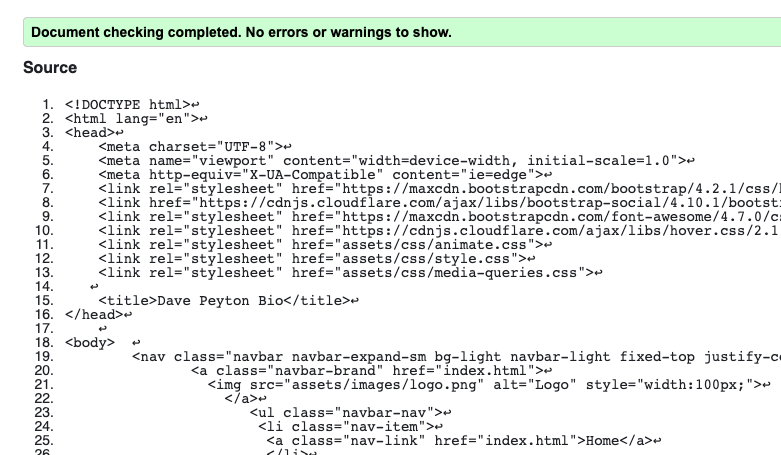 Document checking completed. No errors or warnings to show.
Source
1. <!DOCTYPE html>↩
2. <html lang="en">↩
3. <head>↩
4. <meta charset="UTF-8">↩
5. <meta name="viewport" content="width=device-width, initial-scale=1.0">↩
6. <meta http-equiv="X-UA-Compatible" content="ie=edge">↩
7. <link rel="stylesheet" href="https://maxcdn.bootstrapcdn.com/bootstrap/4.2.1/css/
8. <link href="https://cdnjs.cloudflare.com/ajax/libs/bootstrap-social/4.10.1/bootst
9. <link rel="stylesheet" href="https://maxcdn.bootstrapcdn.com/font-awesome/4.7.0/c
10. <link rel="stylesheet" href="https://cdnjs.cloudflare.com/ajax/libs/hover.css/2.1
11. <link rel="stylesheet" href="assets/css/animate.css">↩
12. <link rel="stylesheet" href="assets/css/style.css">↩
13. <link rel="stylesheet" href="assets/css/media-queries.css">↩
14. ↩
15. <title>Dave Peyton Bio</title>↩
16. </head>↩
17. ↩
18. <body> ↩
19. <nav class="navbar navbar-expand-sm bg-light navbar-light fixed-top justify-c
20. <a class="navbar-brand" href="index.html">↩
21. <img src="assets/images/logo.png" alt="Logo" style="width:100px;">↩
22. </a>↩
23. <ul class="navbar-nav">↩
24. <li class="nav-item">↩
25. <a class="nav-link" href="index.html">Home</a>↩
26. </li>↩